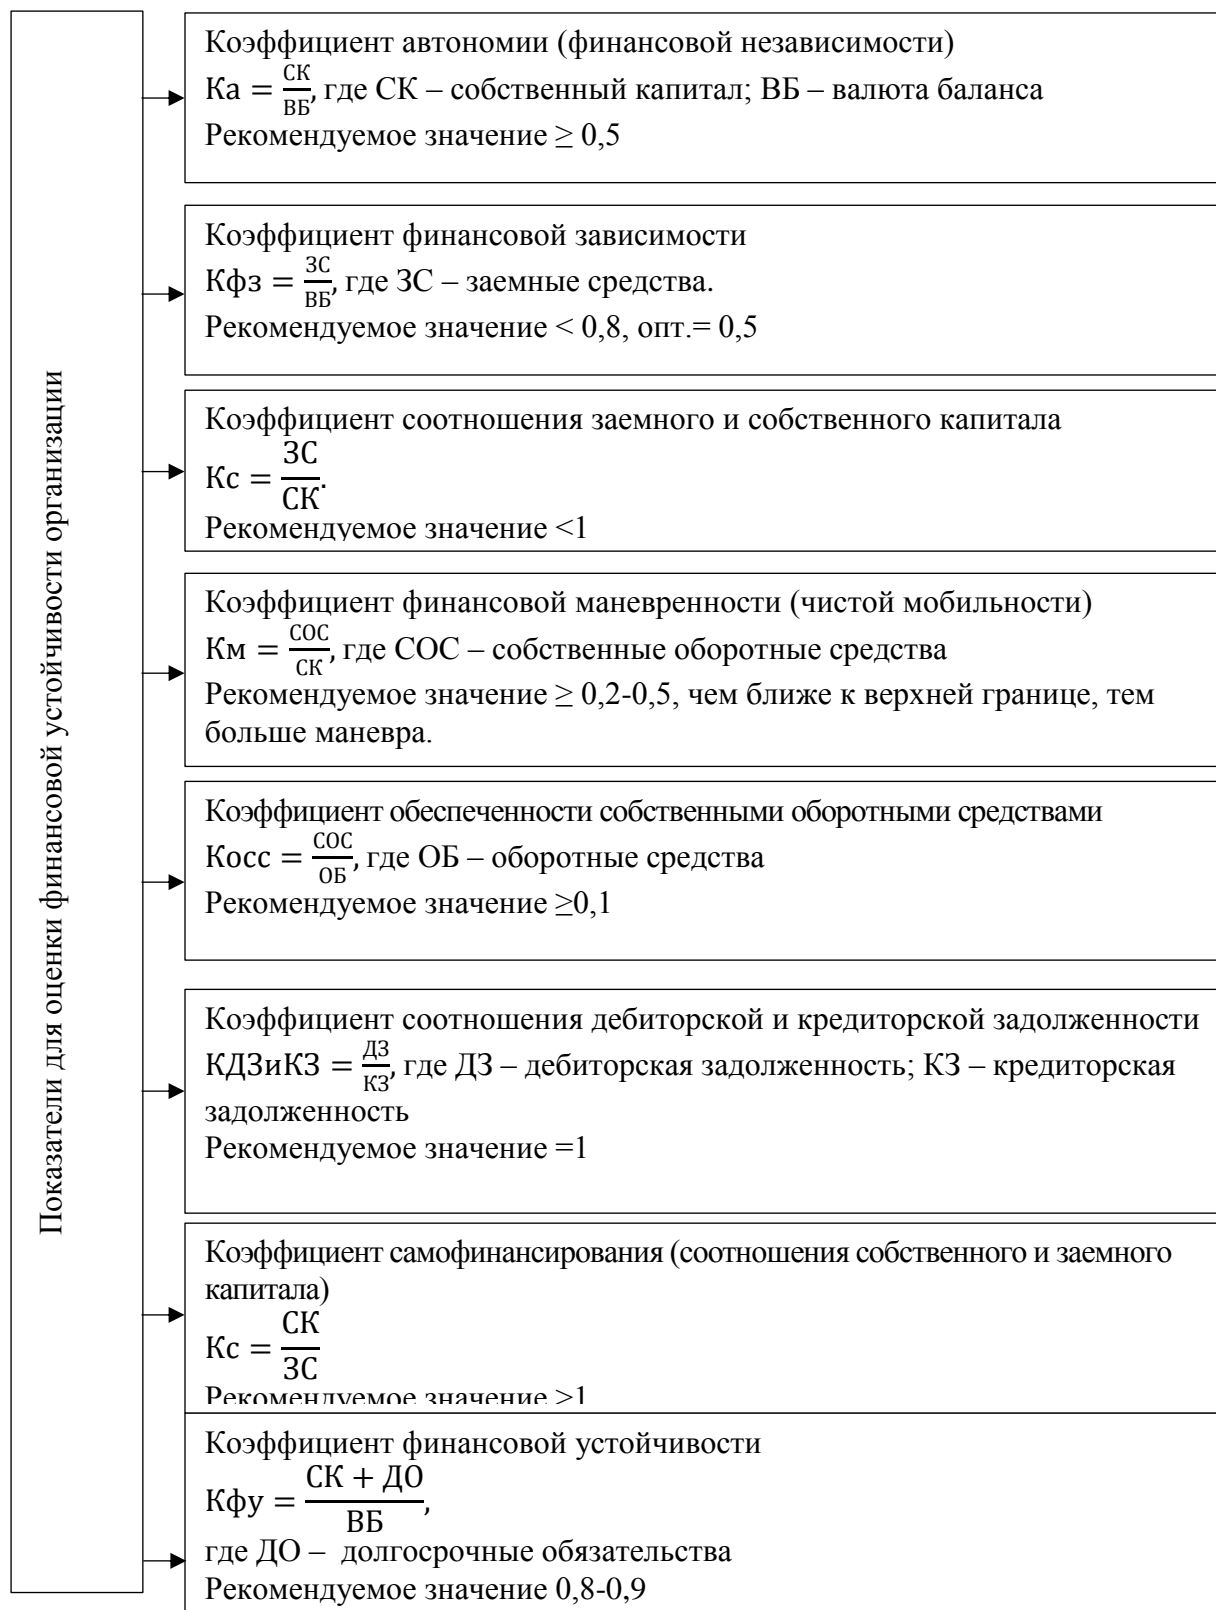 Показатели для оценки финансовой устойчивости организации
Коэффициент автономии (финансовой независимости)
Ка = СК/ВБ, где СК – собственный капитал; ВБ – валюта баланса
Рекомендуемое значение ≥ 0,5
Коэффициент финансовой зависимости
Кфз = ЗС/ВБ, где ЗС – заемные средства.
Рекомендуемое значение < 0,8, опт.= 0,5
Коэффициент соотношения заемного и собственного капитала
Кс = ЗС/СК.
Рекомендуемое значение <1
Коэффициент финансовой маневренности (чистой мобильности)
Км = СОС/СК, где СОС – собственные оборотные средства
Рекомендуемое значение ≥ 0,2-0,5, чем ближе к верхней границе, тем
больше маневра.
Коэффициент обеспеченности собственными оборотными средствами
Косс = СОС/ОБ, где ОБ – оборотные средства
Рекомендуемое значение ≥0,1
Коэффициент соотношения дебиторской и кредиторской задолженности
КДЗиКЗ = ДЗ/КЗ, где ДЗ – дебиторская задолженность; КЗ – кредиторская
задолженность
Рекомендуемое значение =1
Коэффициент самофинансирования (соотношения собственного и заемного
капитала)
Кс = СК/ЗС
Рекомендуемое значение >1
Коэффициент финансовой устойчивости
Кфу = СК + ДО/ВБ,
где ДО – долгосрочные обязательства
Рекомендуемое значение 0,8-0,9